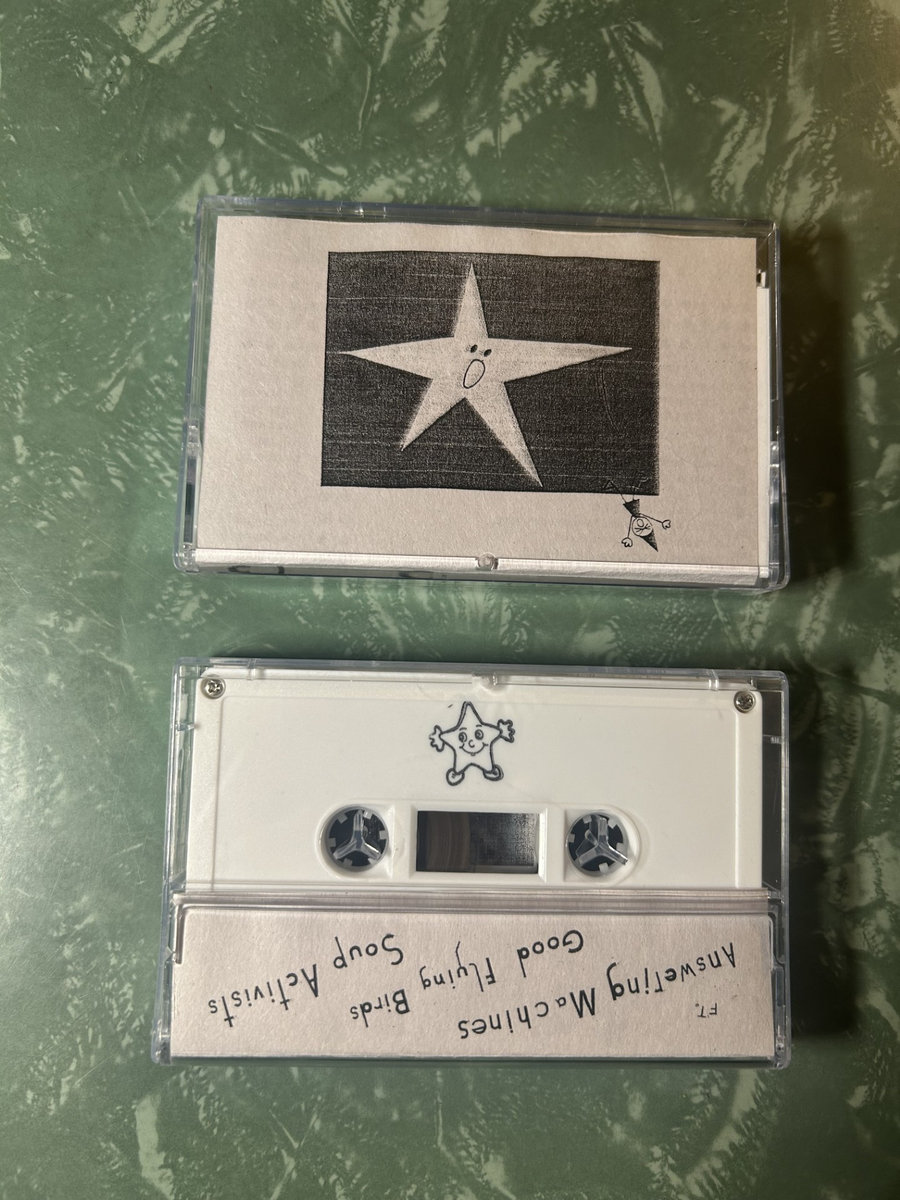 FT.
Answering Machines
Good Flying Birds
Soup Activists